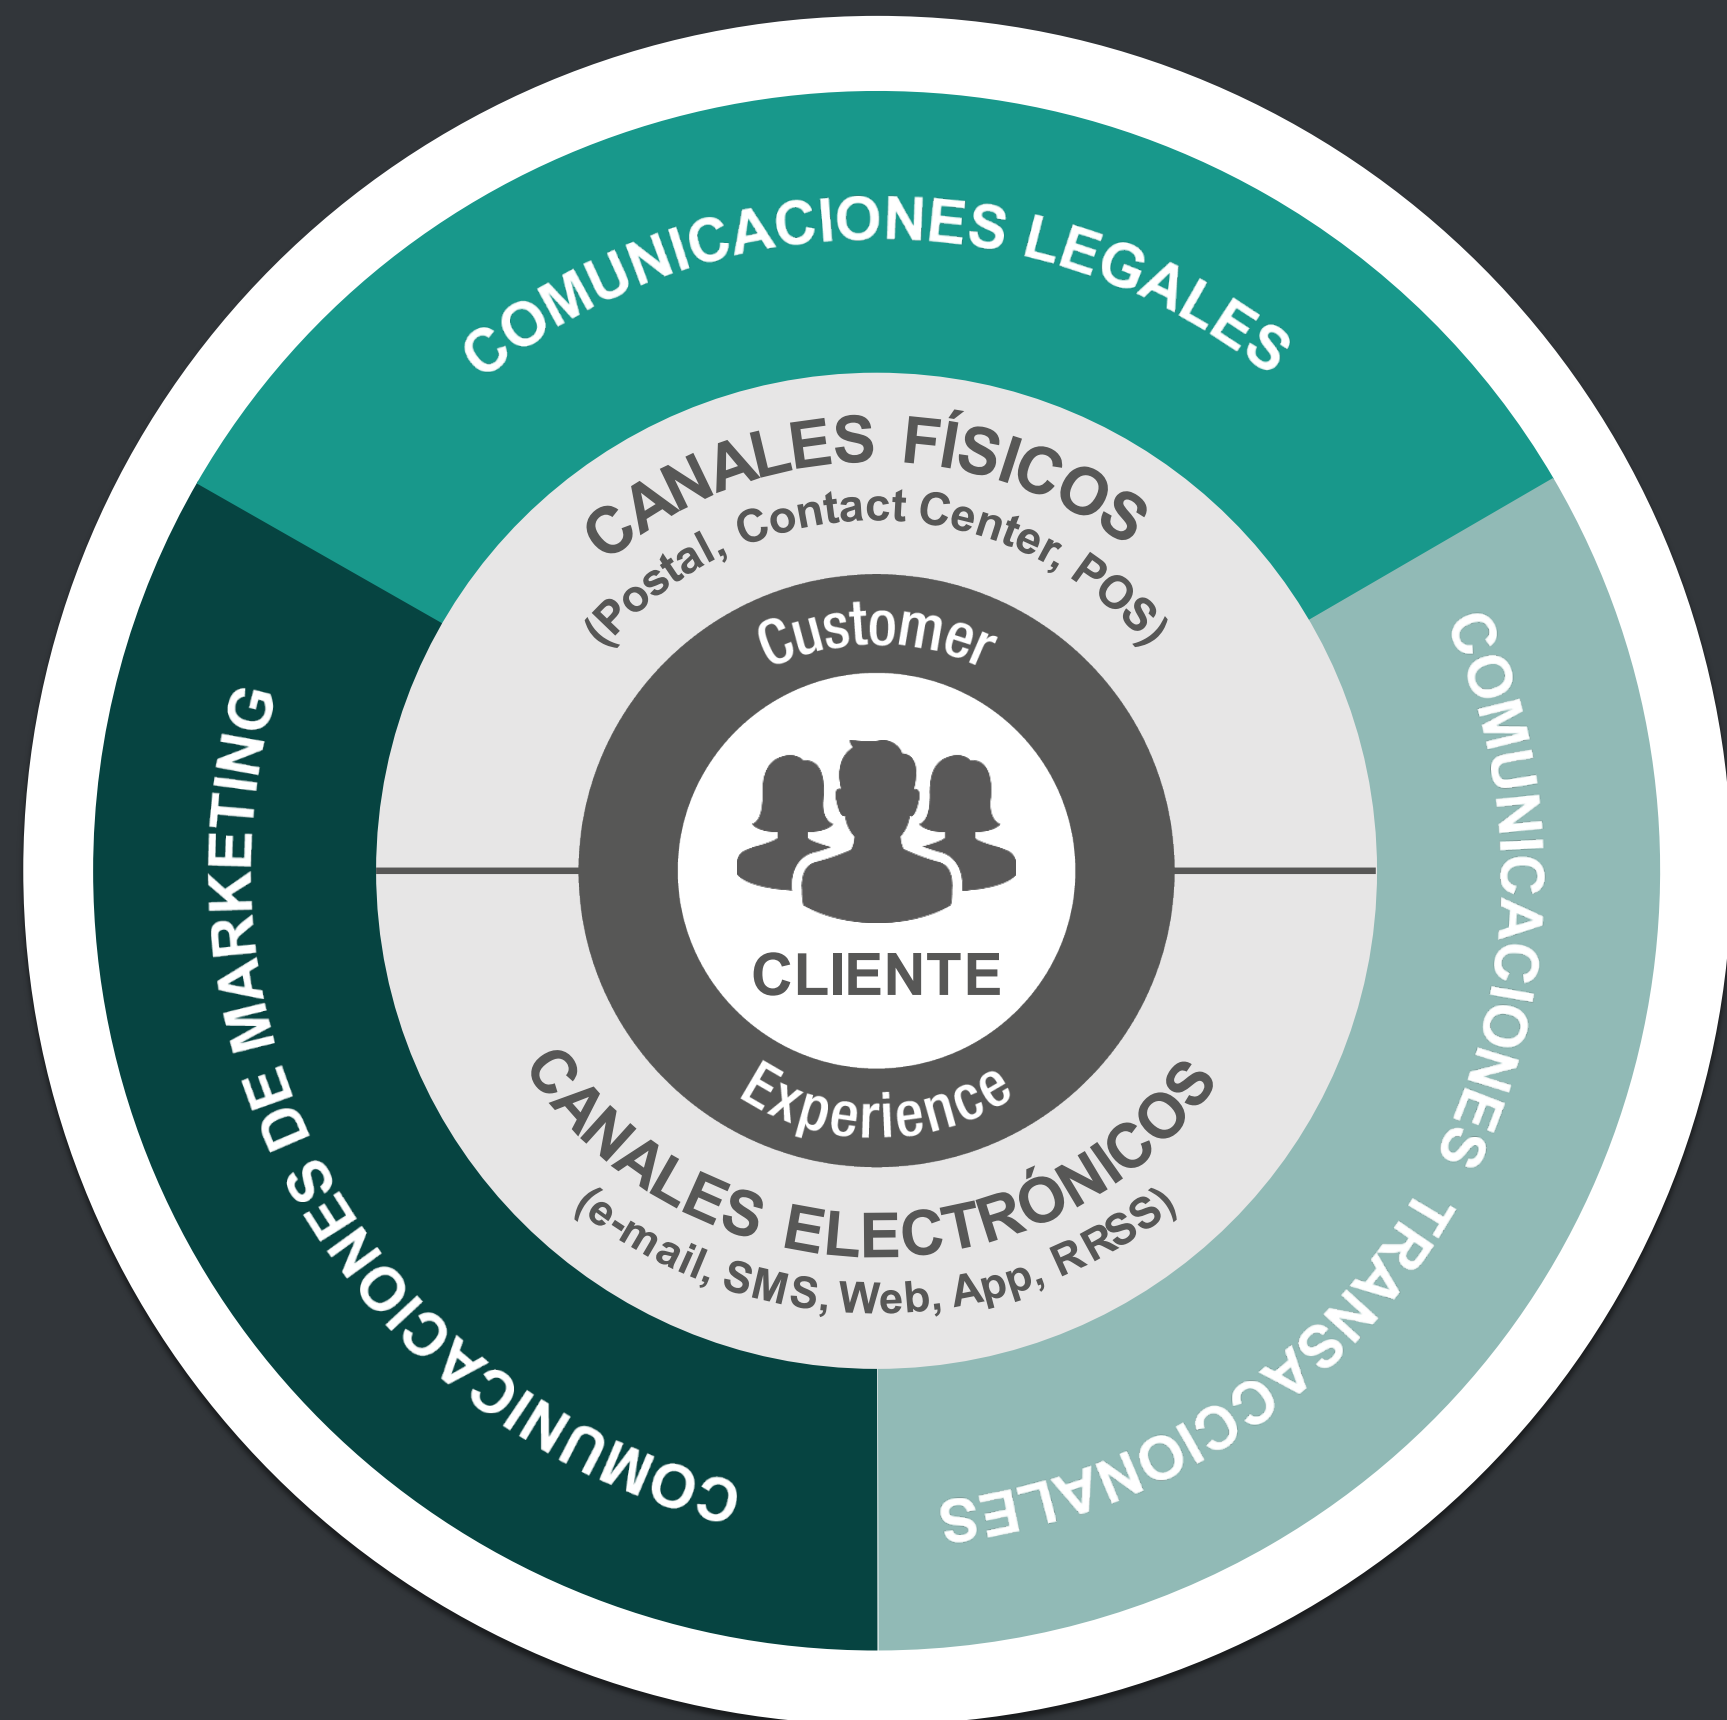 COMUNICACIONES LEGALES
CANALES FÍSICOS
(Postal, Contact Center, POS)
Customer
CLIENTE
Experience
CANALES ELECTRÓNICOS
(e-mail, SMS, Web, App, RRSS)
COMUNICACIONES DE MARKETING
COMUNICACIONES TRANSACCIONALES